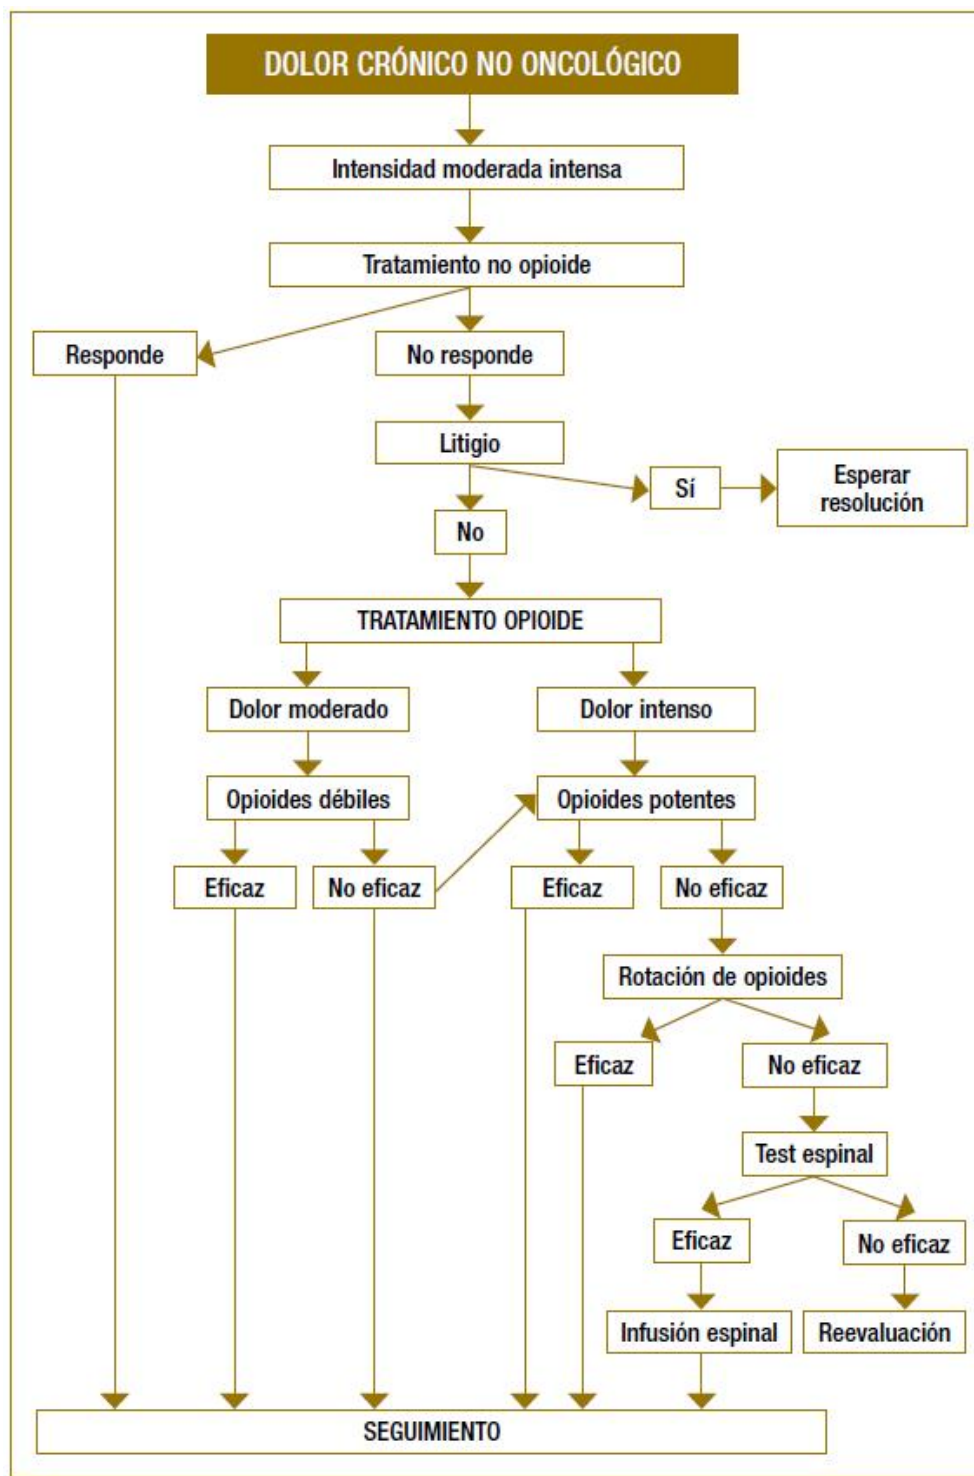 DOLOR CRÓNICO NO ONCOLÓGICO
Intensidad moderada intensa
Tratamiento no opioide
Responde
No responde
Litigio
Sí
Esperar
resolución
No
TRATAMIENTO OPIOIDE
Dolor moderado
Dolor intenso
Opioides débiles
Opioides potentes
Eficaz
No eficaz
Eficaz
No eficaz
Rotación de opioides
Eficaz
No eficaz
Test espinal
Eficaz
No eficaz
Infusión espinal
Reevaluación
SEGUIMIENTO